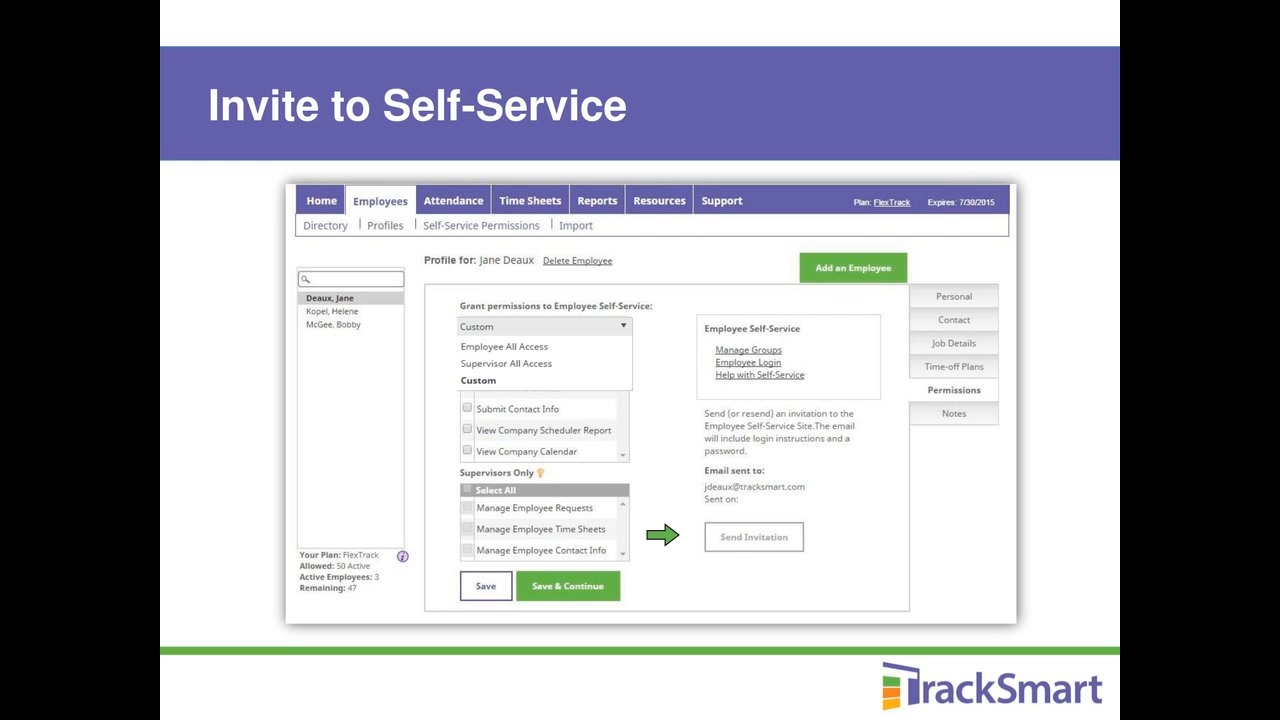 Invite to Self-Service
Home Employees Attendance Time Sheets Reports Resources Support Plan: FlexTrack Expires: 7/30/2015
Directory Profiles Self-Service Permissions Import
Profile for: Jane Deaux Delete Employee
Add an Employee
Deaux, Jane
Kopel, Helene
McGee, Bobby
Your Plan: FlexTrack
Allowed: 50 Active
Active Employees: 3
Remaining: 47
Grant permissions to Employee Self-Service:
Custom
Employee All Access
Supervisor All Access
Custom
Submit Contact Info
View Company Scheduler Report
View Company Calendar
Supervisors Only
Select All
Manage Employee Requests
Manage Employee Time Sheets
Manage Employee Contact Info
Save
Save & Continue
Employee Self-Service
Manage Groups
Employee Login
Help with Self-Service
Send (or resend) an invitation to the
Employee Self-Service Site.The email
will include login instructions and a
password.
Email sent to:
jdeaux@tracksmart.com
Sent on:
Send Invitation
Personal
Contact
Job Details
Time-off Plans
Permissions
Notes
TrackSmart